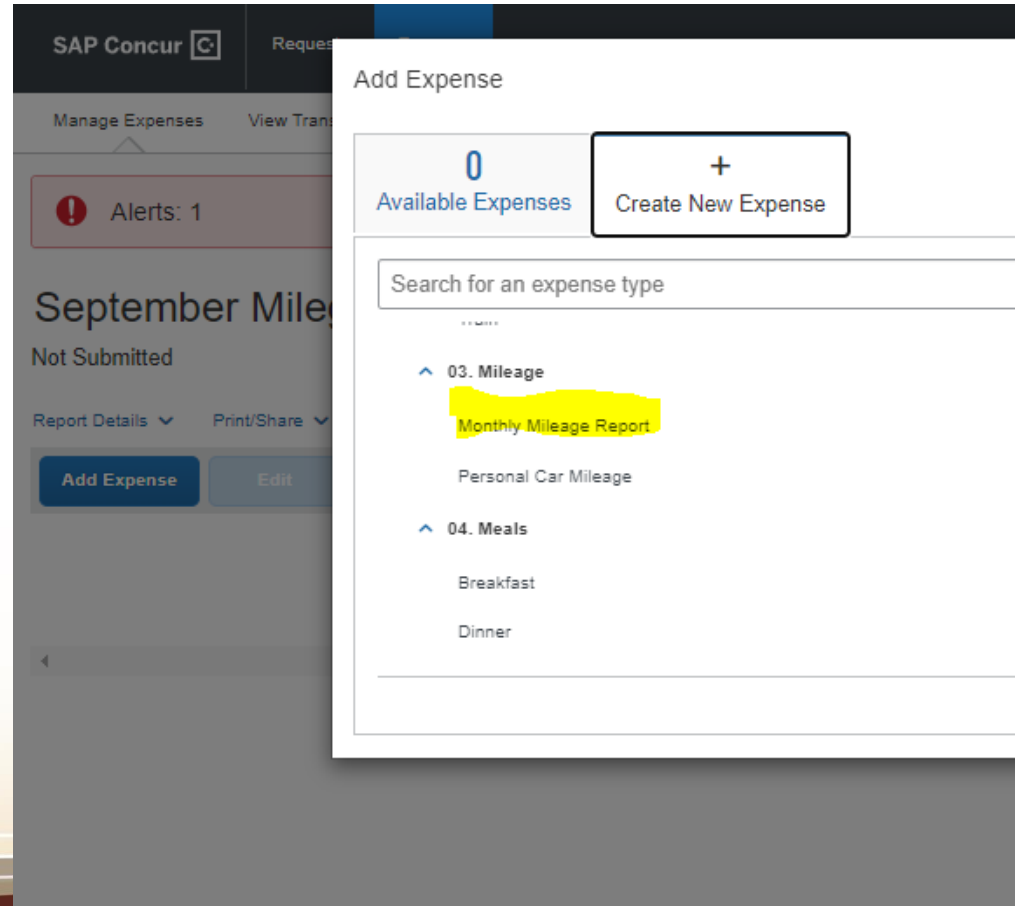 SAP Concur C
Manage Expenses
Alerts: 1
Not Submitted
Report Details
Print/Share
Add Expense
Edit
Add Expense
0
Available Expenses
+
Create New Expense
Search for an expense type
03. Mileage
Monthly Mileage Report
Personal Car Mileage
04. Meals
Breakfast
Dinner
September Mile
View Trans
Reques